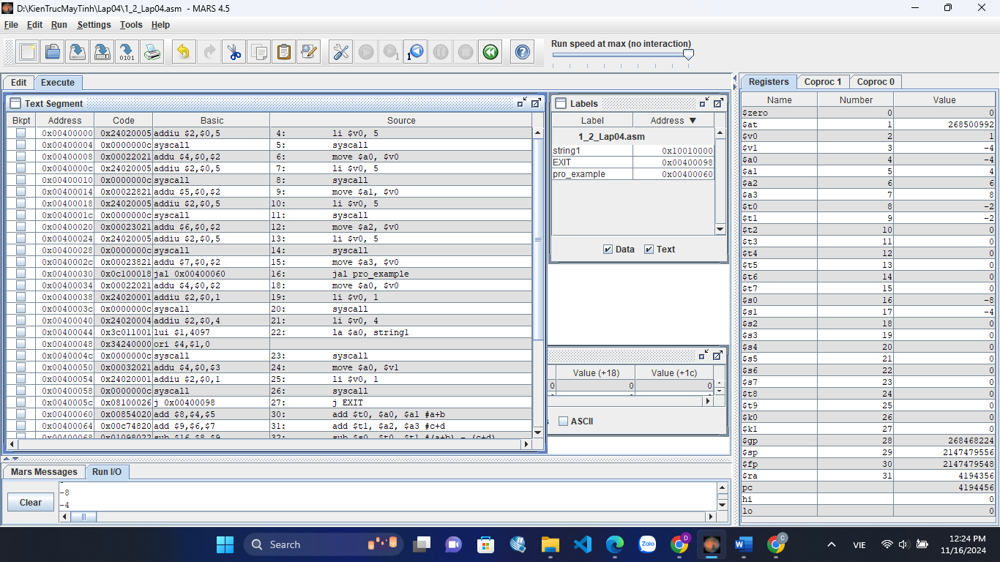 D:\KienTrucMayTinh\Lap04\1_2_Lap04.asm - MARS 4.5
File Edit Run Settings Tools Help
Run speed at max (no interaction)
Edit Execute
Text Segment
Bkpt Address Code Basic Source
0x00400000 0x24020005 addiu $2,$0,5 4: li $v0, 5
0x00400004 0x0000000c syscall 5: syscall
0x00400008 0x00022021 addu $4,$0,$2 6: move $a0, $v0
0x0040000c 0x24020005 addiu $2,$0,5 7: li $v0, 5
0x00400010 0x0000000c syscall 8: syscall
0x00400014 0x00022821 addu $5,$0,$2 9: move $a1, $v0
0x00400018 0x24020005 addiu $2,$0,5 10: li $v0, 5
0x0040001c 0x0000000c syscall 11: syscall
0x00400020 0x00023021 addu $6,$0,$2 12: move $a2, $v0
0x00400024 0x24020005 addiu $2,$0,5 13: li $v0, 5
0x00400028 0x0000000c syscall 14: syscall
0x0040002c 0x00023821 addu $7,$0,$2 15: move $a3, $v0
0x00400030 0x0c100018 jal 0x00400060 16: jal pro_example
0x00400034 0x00022021 addu $4,$0,$2 18: move $a0, $v0
0x00400038 0x24020001 addiu $2,$0,1 19: li $v0, 1
0x0040003c 0x0000000c syscall 20: syscall
0x00400040 0x24020004 addiu $2,$0,4 21: li $v0, 4
0x00400044 0x3c011001 lui $1,4097 22: la $a0, string1
0x00400048 0x34240000 ori $4,$1,0
0x0040004c 0x0000000c syscall 23: syscall
0x00400050 0x00032021 addu $4,$0,$3 24: move $a0, $v1
0x00400054 0x24020001 addiu $2,$0,1 25: li $v0, 1
0x00400058 0x0000000c syscall 26: syscall
0x0040005c 0x08100026 j 0x00400098 27: j EXIT
0x00400060 0x00854020 add $8,$4,$5 30: add $t0, $a0, $a1 #a+b
0x00400064 0x00c74820 add $9,$6,$7 31: add $t1, $a2, $a3 #c+d
0x00400068 0x01098022 sub $16,$8,$9 32: sub $s0, $t0, $t1 #(a+b) - (c+d)
Labels
Label Address ▼
1_2_Lap04.asm
string1 0x10010000
EXIT 0x00400098
pro_example 0x00400060
Data Text
Value (+18) Value (+1c)
0 0 0
ASCII
Mars Messages Run I/O
Clear
-8
-4
Registers Coproc 1 Coproc 0
Name Number Value
$zero 0 0
$at 1 268500992
$v0 2 1
$v1 3 -4
$a0 4 -4
$a1 5 4
$a2 6 6
$a3 7 8
$t0 8 -2
$t1 9 -2
$t2 10 0
$t3 11 0
$t4 12 0
$t5 13 0
$t6 14 0
$t7 15 0
$s0 16 -8
$s1 17 -4
$s2 18 0
$s3 19 0
$s4 20 0
$s5 21 0
$s6 22 0
$s7 23 0
$t8 24 0
$t9 25 0
$k0 26 0
$k1 27 0
$gp 28 268468224
$sp 29 2147479556
$fp 30 2147479548
$ra 31 4194356
pc 4194456
hi 0
lo 0
Search
Zalo
D
C
VIE
12:24 PM
11/16/2024